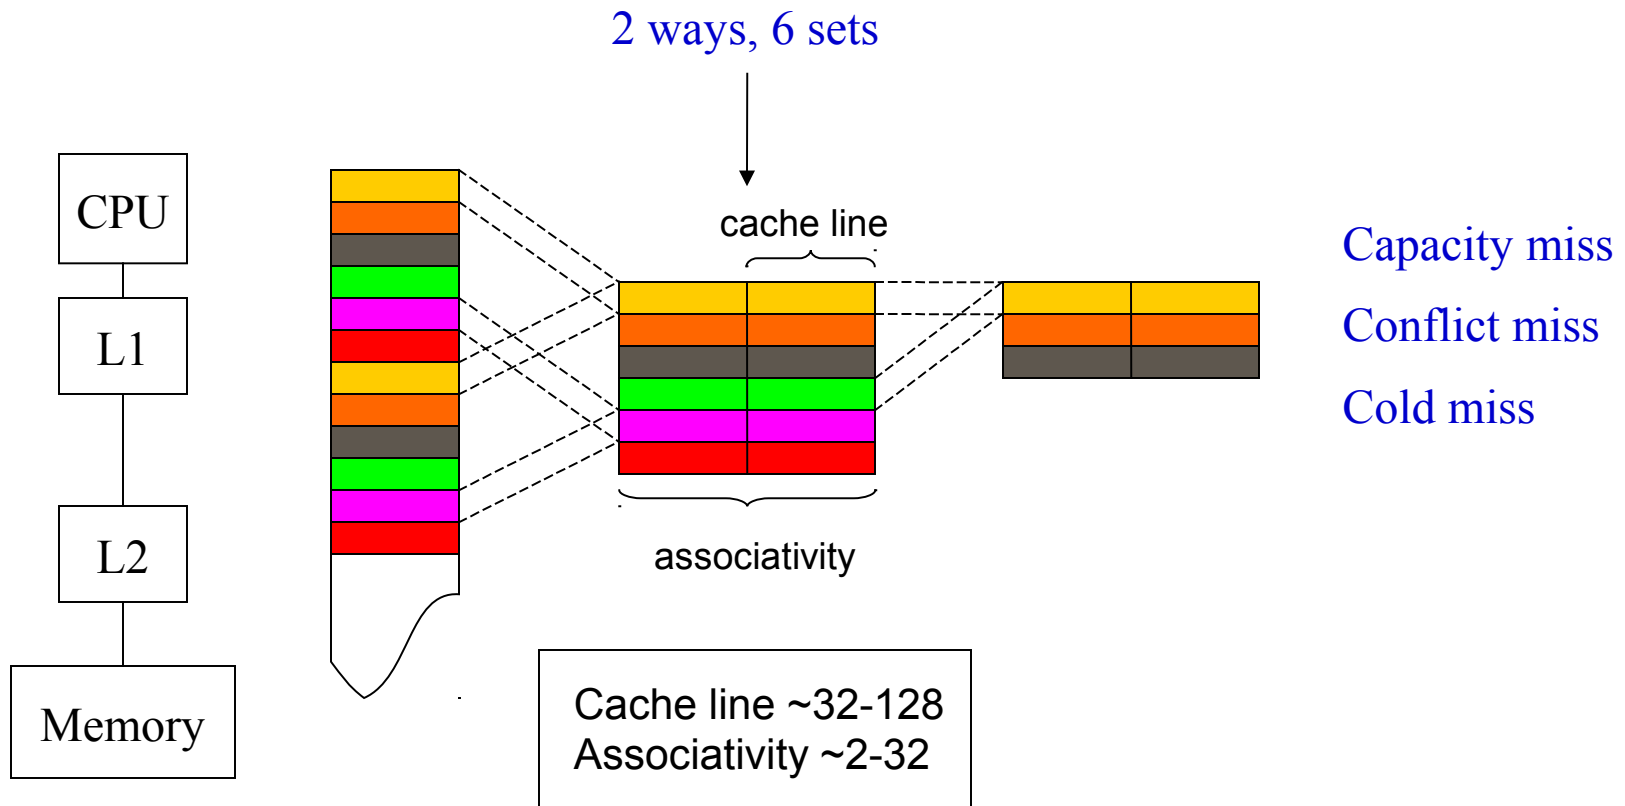 2 ways, 6 sets
CPU
L1
L2
Memory
cache line
associativity
Cache line ~32-128
Associativity ~2-32
Capacity miss
Conflict miss
Cold miss